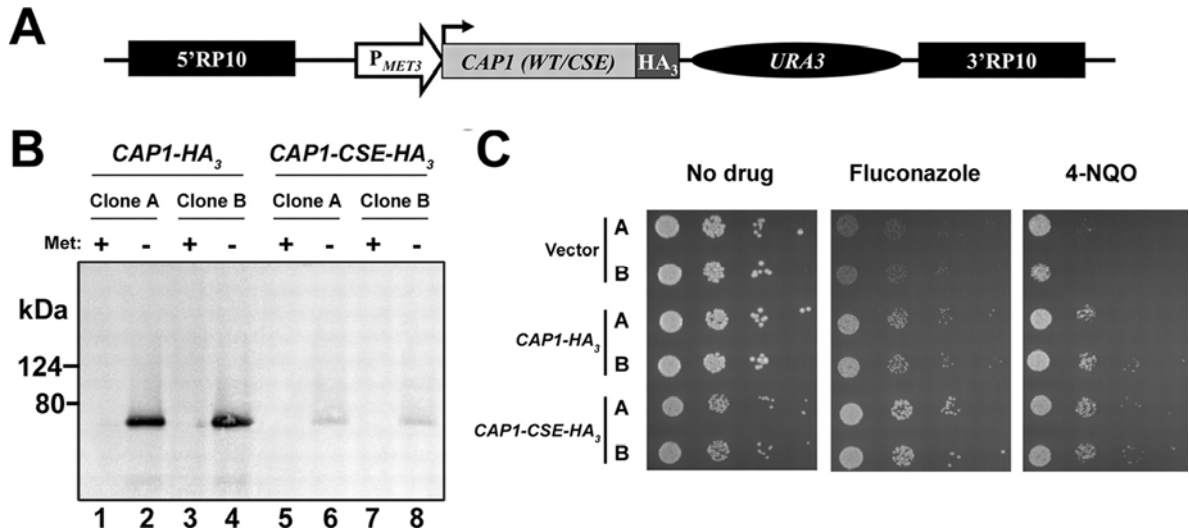 A
5'RP10
PMET3
CAP1 (WT/CSE)
HA3
URA3
3'RP10
B
CAP1-HA3 CAP1-CSE-HA3
Clone A Clone B Clone A Clone B
Met: + - + - + - + -
kDa
124
80
1 2 3 4 5 6 7 8
C
No drug Fluconazole 4-NQO
Vector
A
B
CAP1-HA3
A
B
CAP1-CSE-HA3
A
B